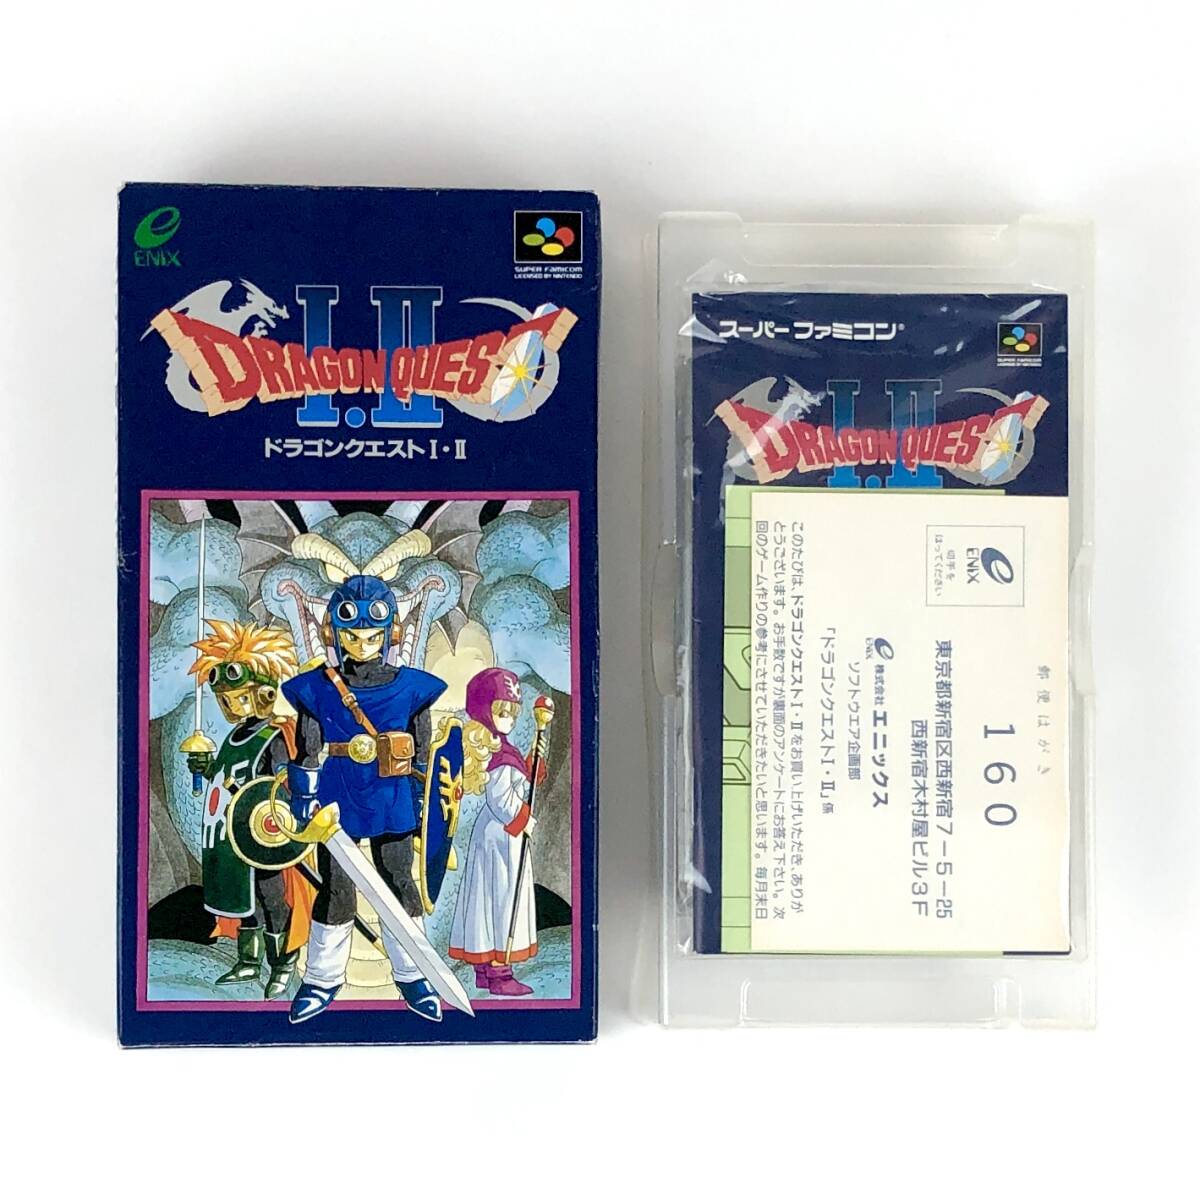 ENIX
SUPER FAMICOM
LICENSED BY NINTENDO
I・II
DRAGON QUEST
ドラゴンクエストI・II
スーパーファミコン®
SUPER FAMICOM
LICENSED BY NINTENDO
I・II
DRAGON QUEST
郵便はがき
160
東京都新宿区西新宿7-5-25
西新宿木村屋ビル3F
ENIX
切手を
はってください
ENIX
株式会社エニックス
ソフトウエア企画部
「ドラゴンクエストI・II」係
このたびは、ドラゴンクエストI・IIをお買い上げいただき、ありが
とうございます。お手数ですが裏面のアンケートにお答え下さい。次
回のゲーム作りの参考にさせていただきたいと思います。毎月末日